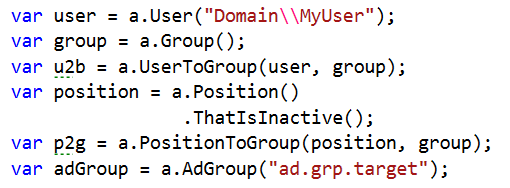 var user = a.User("Domain\\MyUser");
var group = a.Group();
var u2b = a.UserToGroup(user, group);
var position = a.Position()
.ThatIsInactive();
var p2g = a.PositionToGroup(position, group);
var adGroup = a.AdGroup("ad.grp.target");